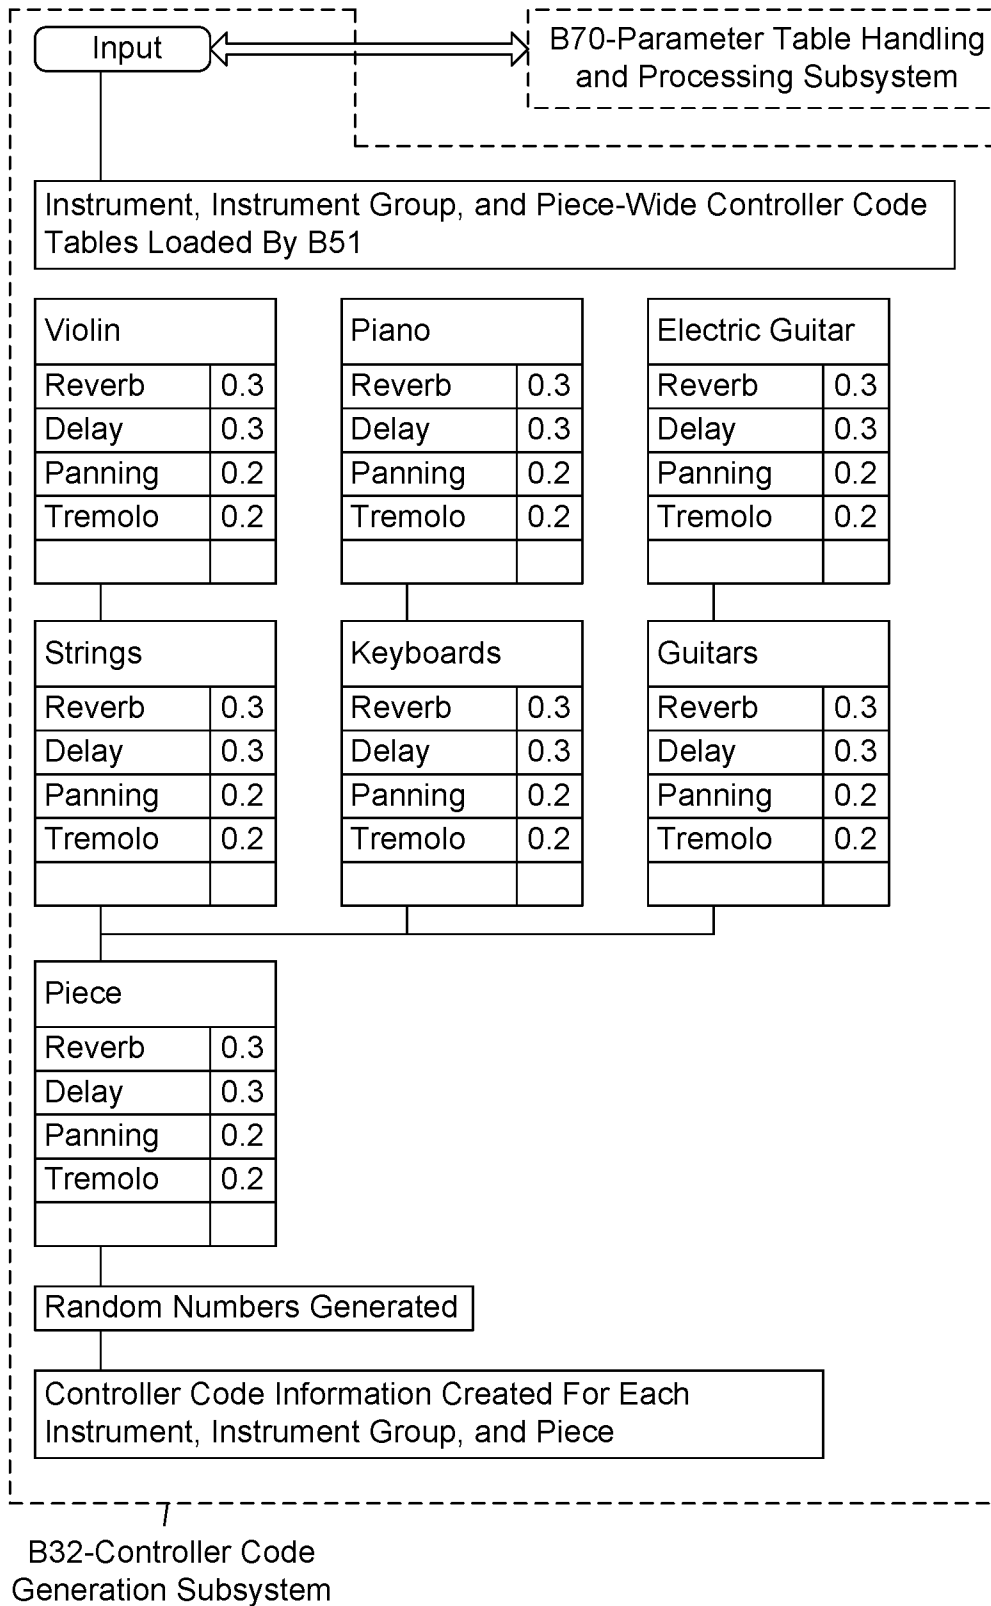 Input
B70-Parameter Table Handling
and Processing Subsystem
Instrument, Instrument Group, and Piece-Wide Controller Code
Tables Loaded By B51
Violin
Reverb 0.3
Delay 0.3
Panning 0.2
Tremolo 0.2
Piano
Reverb 0.3
Delay 0.3
Panning 0.2
Tremolo 0.2
Electric Guitar
Reverb 0.3
Delay 0.3
Panning 0.2
Tremolo 0.2
Strings
Reverb 0.3
Delay 0.3
Panning 0.2
Tremolo 0.2
Keyboards
Reverb 0.3
Delay 0.3
Panning 0.2
Tremolo 0.2
Guitars
Reverb 0.3
Delay 0.3
Panning 0.2
Tremolo 0.2
Piece
Reverb 0.3
Delay 0.3
Panning 0.2
Tremolo 0.2
Random Numbers Generated
Controller Code Information Created For Each
Instrument, Instrument Group, and Piece
B32-Controller Code
Generation Subsystem